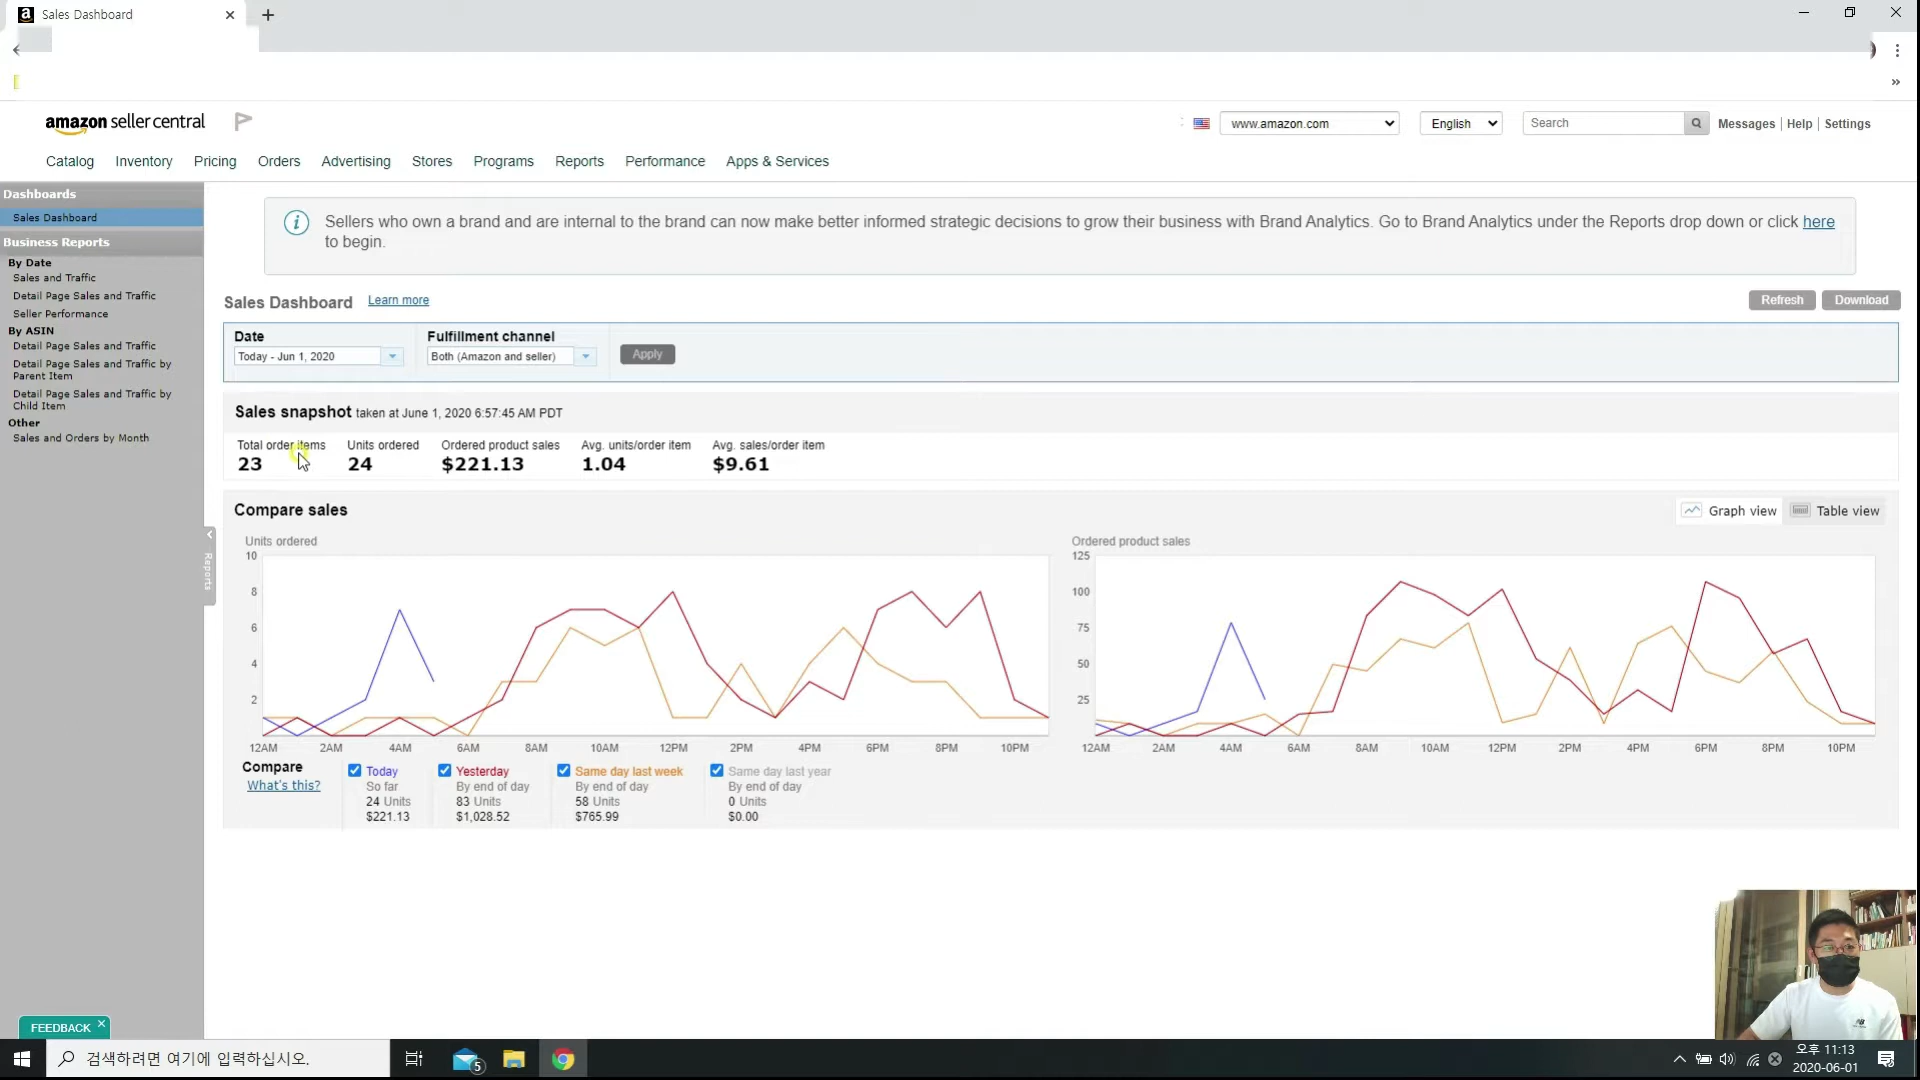 Sales Dashboard
amazon seller central
www.amazon.com
English
Search
Messages | Help | Settings
Catalog Inventory Pricing Orders Advertising Stores Programs Reports Performance Apps & Services
Dashboards
Sales Dashboard
Business Reports
By Date
Sales and Traffic
Detail Page Sales and Traffic
Seller Performance
By ASIN
Detail Page Sales and Traffic
Detail Page Sales and Traffic by
Parent Item
Detail Page Sales and Traffic by
Child Item
Other
Sales and Orders by Month
Reports
FEEDBACK
Sellers who own a brand and are internal to the brand can now make better informed strategic decisions to grow their business with Brand Analytics. Go to Brand Analytics under the Reports drop down or click here
to begin.
Sales Dashboard Learn more
Refresh Download
Date Fulfillment channel
Today - Jun 1, 2020 Both (Amazon and seller) Apply
Sales snapshot taken at June 1, 2020 6:57:45 AM PDT
Total order items Units ordered Ordered product sales Avg. units/order item Avg. sales/order item
23 24 $221.13 1.04 $9.61
Compare sales
Graph view Table view
Units ordered
10
8
6
4
2
12AM 2AM 4AM 6AM 8AM 10AM 12PM 2PM 4PM 6PM 8PM 10PM
Ordered product sales
125
100
75
50
25
12AM 2AM 4AM 6AM 8AM 10AM 12PM 2PM 4PM 6PM 8PM 10PM
Compare
What's this?
Today
So far
24 Units
$221.13
Yesterday
By end of day
83 Units
$1,028.52
Same day last week
By end of day
58 Units
$765.99
Same day last year
By end of day
0 Units
$0.00
검색하려면 여기에 입력하십시오.
5
오후 11:13
2020-06-01